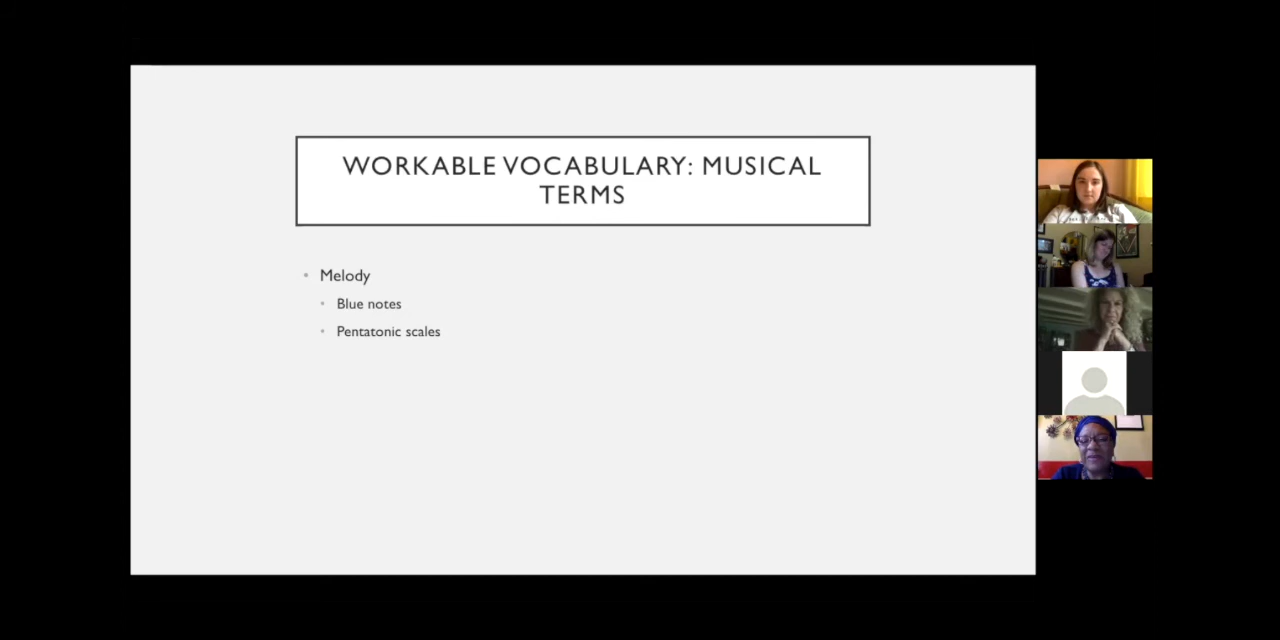 WORKABLE VOCABULARY: MUSICAL
TERMS
• Melody
• Blue notes
• Pentatonic scales